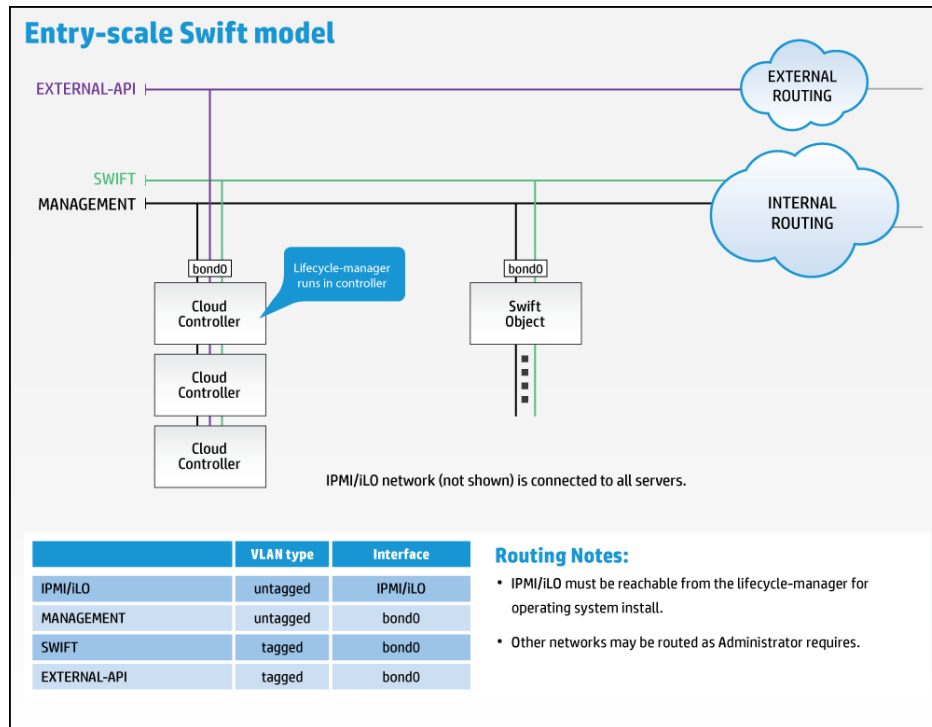 Entry-scale Swift model
EXTERNAL-API
EXTERNAL
ROUTING
SWIFT
MANAGEMENT
INTERNAL
ROUTING
bond0
Lifecycle-manager
runs in controller
bond0
Cloud
Controller
Swift
Object
Cloud
Controller
Cloud
Controller
IPMI/iLO network (not shown) is connected to all servers.
VLAN type Interface
IPMI/iLO untagged IPMI/iLO
MANAGEMENT untagged bond0
SWIFT tagged bond0
EXTERNAL-API tagged bond0
Routing Notes:
• IPMI/iLO must be reachable from the lifecycle-manager for
operating system install.
• Other networks may be routed as Administrator requires.